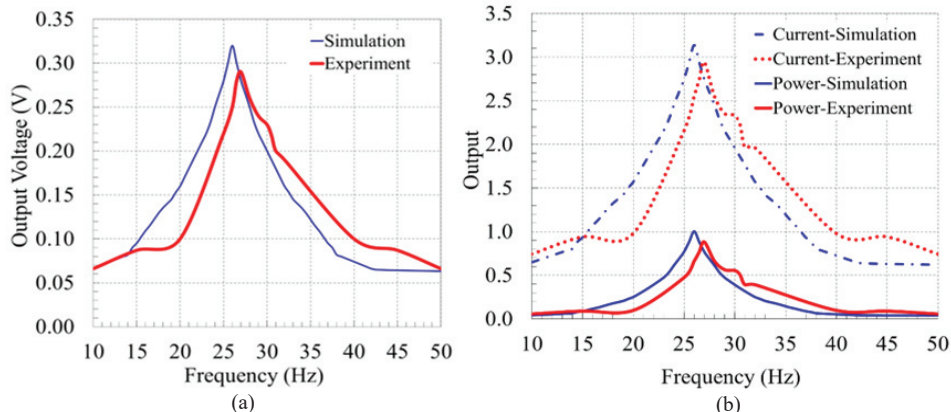 0.35
0.30
0.25
0.20
0.15
0.10
0.05
0.00
Output Voltage (V)
Simulation
Experiment
10 15 20 25 30 35 40 45 50
Frequency (Hz)
(a)
3.5
3.0
2.5
2.0
1.5
1.0
0.5
0.0
Output
Current-Simulation
Current-Experiment
Power-Simulation
Power-Experiment
10 15 20 25 30 35 40 45 50
Frequency (Hz)
(b)